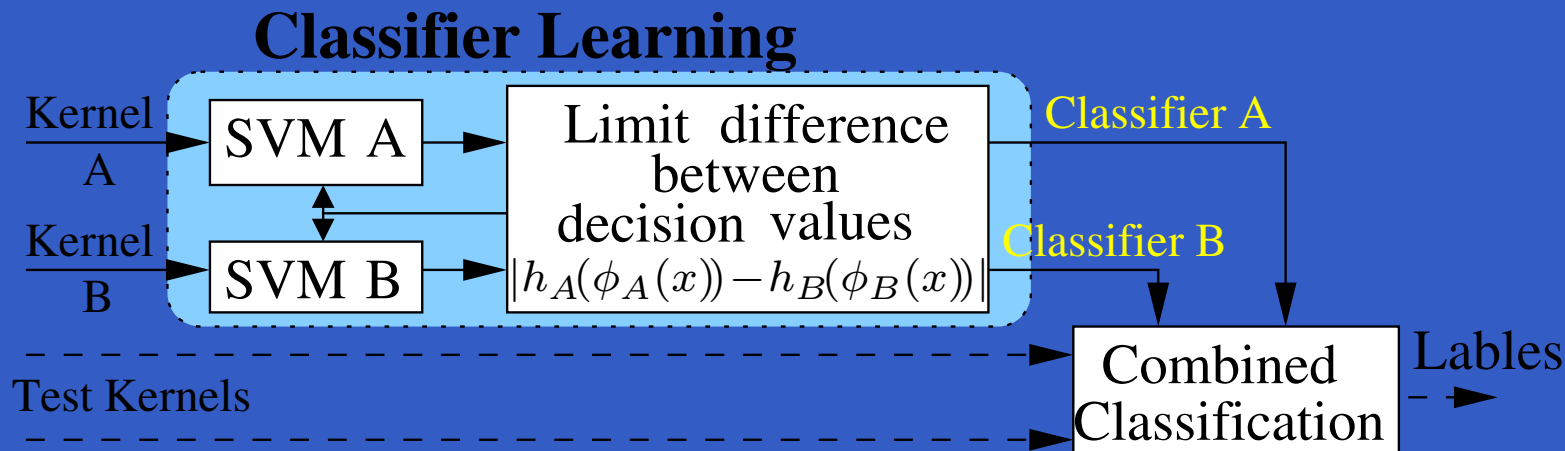 Classifier Learning
Kernel
A
SVM A
Limit difference
between
decision values
|h_A(ϕ_A(x))−h_B(ϕ_B(x))|
Classifier A
Kernel
B
SVM B
Classifier B
Test Kernels
Combined
Classification
Lables